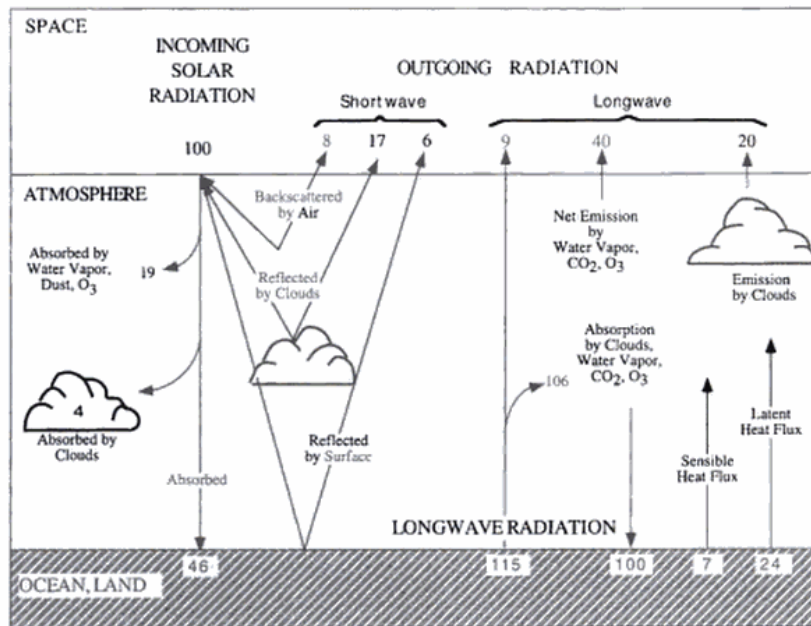 SPACE
INCOMING
SOLAR
RADIATION
OUTGOING RADIATION
Short wave
Longwave
100
8
17
6
9
40
20
ATMOSPHERE
Backscattered
by Air
Absorbed by
Water Vapor,
Dust, O3
19
Reflected
by Clouds
Net Emission
by
Water Vapor,
CO2, O3
Emission
by Clouds
Absorption
by Clouds,
Water Vapor,
CO2, O3
106
4
Absorbed by
Clouds
Absorbed
Reflected
by Surface
Sensible
Heat Flux
Latent
Heat Flux
LONGWAVE RADIATION
46
115
100
7
24
OCEAN, LAND